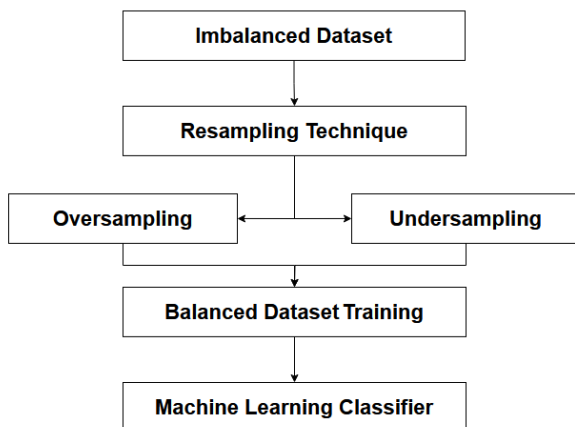 Imbalanced Dataset
Resampling Technique
Oversampling
Undersampling
Balanced Dataset Training
Machine Learning Classifier